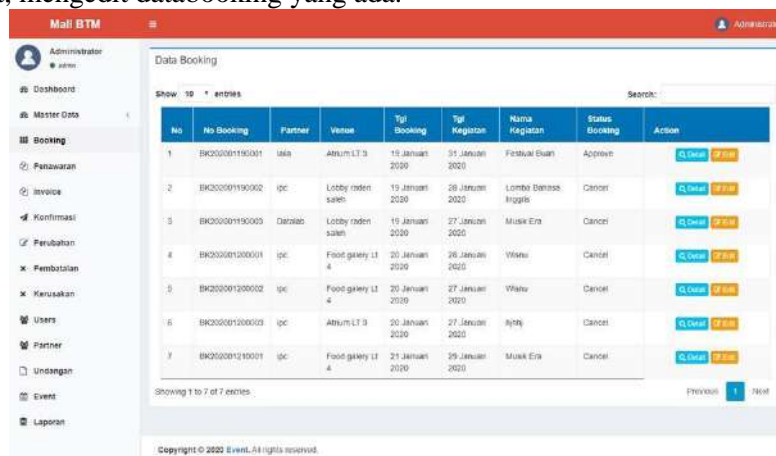 mengedit databooking yang ada.
Mall BTM
Administrator
Administrator
admin
Data Booking
Dashboard
Show 10 entries Search:
Master Data
Booking
No No Booking Partner Venue Tgl Booking Tgl Kegiatan Nama Kegiatan Status Booking Action
1 BK202001190001 Atrium LT 3 19 Januari 2020 31 Januari 2020 Festival Buah Approve Detail Edit
Penawaran
2 BK202001190002 ipc Lobby raden saleh 19 Januari 2020 28 Januari 2020 Lomba Bahasa Inggris Cancel Detail Edit
Invoice
Konfirmasi
3 BK202001190003 Datalab Lobby raden saleh 19 Januari 2020 27 Januari 2020 Musik Era Cancel Detail Edit
Perubahan
4 BK202001200001 ipc Food galery Lt 4 20 Januari 2020 26 Januari 2020 Wisnu Cancel Detail Edit
Pembatalan
5 BK202001200002 ipc Food galery Lt 4 20 Januari 2020 27 Januari 2020 Wisnu Cancel Detail Edit
Kerusakan
Users
6 BK202001200003 ipc Atrium LT 3 20 Januari 2020 27 Januari 2020 Cancel Detail Edit
Partner
7 BK202001210001 ipc Food galery Lt 4 21 Januari 2020 29 Januari 2020 Musik Era Cancel Detail Edit
Undangan
Event
Showing 1 to 7 of 7 entries Previous 1 Next
Laporan
Copyright © 2020 Event. All rights reserved.